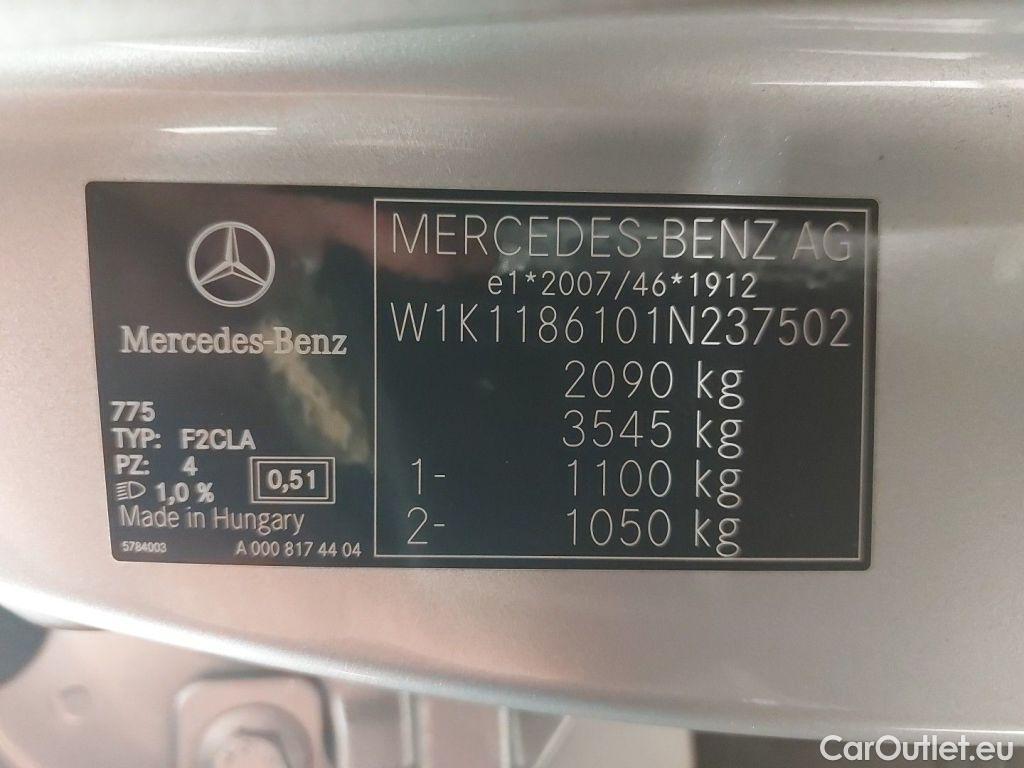 Mercedes-Benz
775
TYP: F2CLA
PZ: 4
1,0 %
0,51
Made in Hungary
5784003 A 000 817 44 04
MERCEDES-BENZ AG
e1*2007/46*1912
W1K1186101N237502
2090 kg
3545 kg
1- 1100 kg
2- 1050 kg
CarOutlet.eu